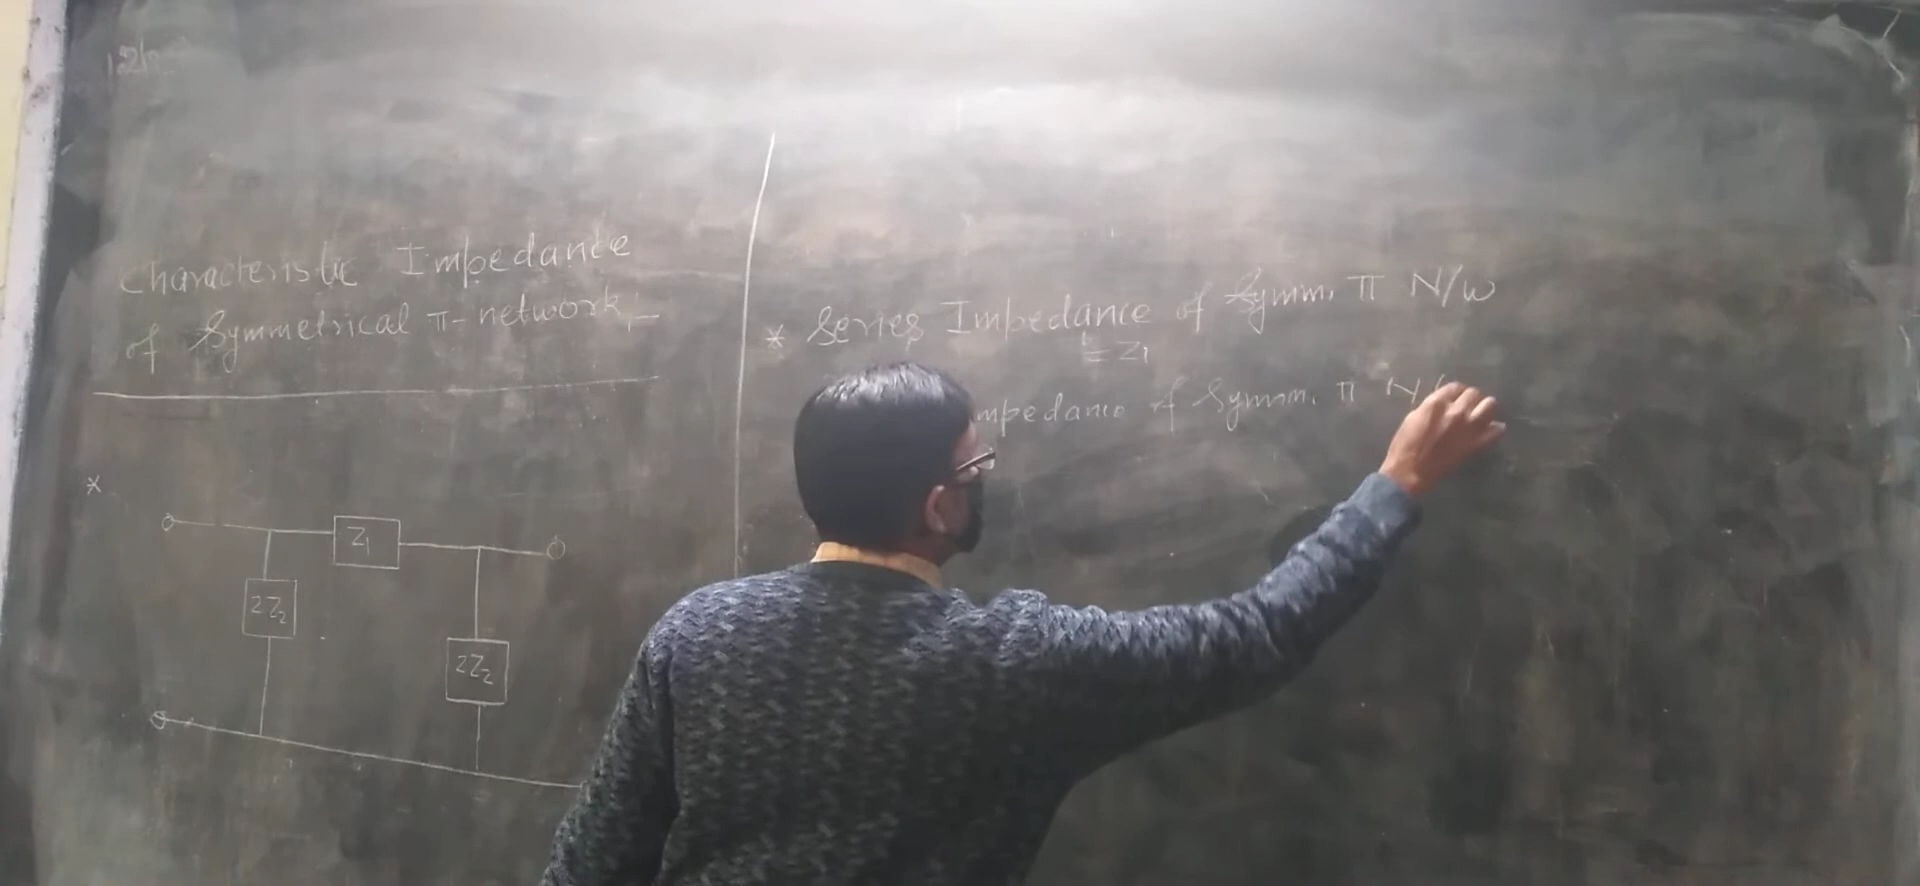 Characteristic Impedance
of Symmetrical π-network:-
*
Z1
2Z2
2Z2
* Series Impedance of Symm. π N/w
= Z1
mpedance of Symm. π N/